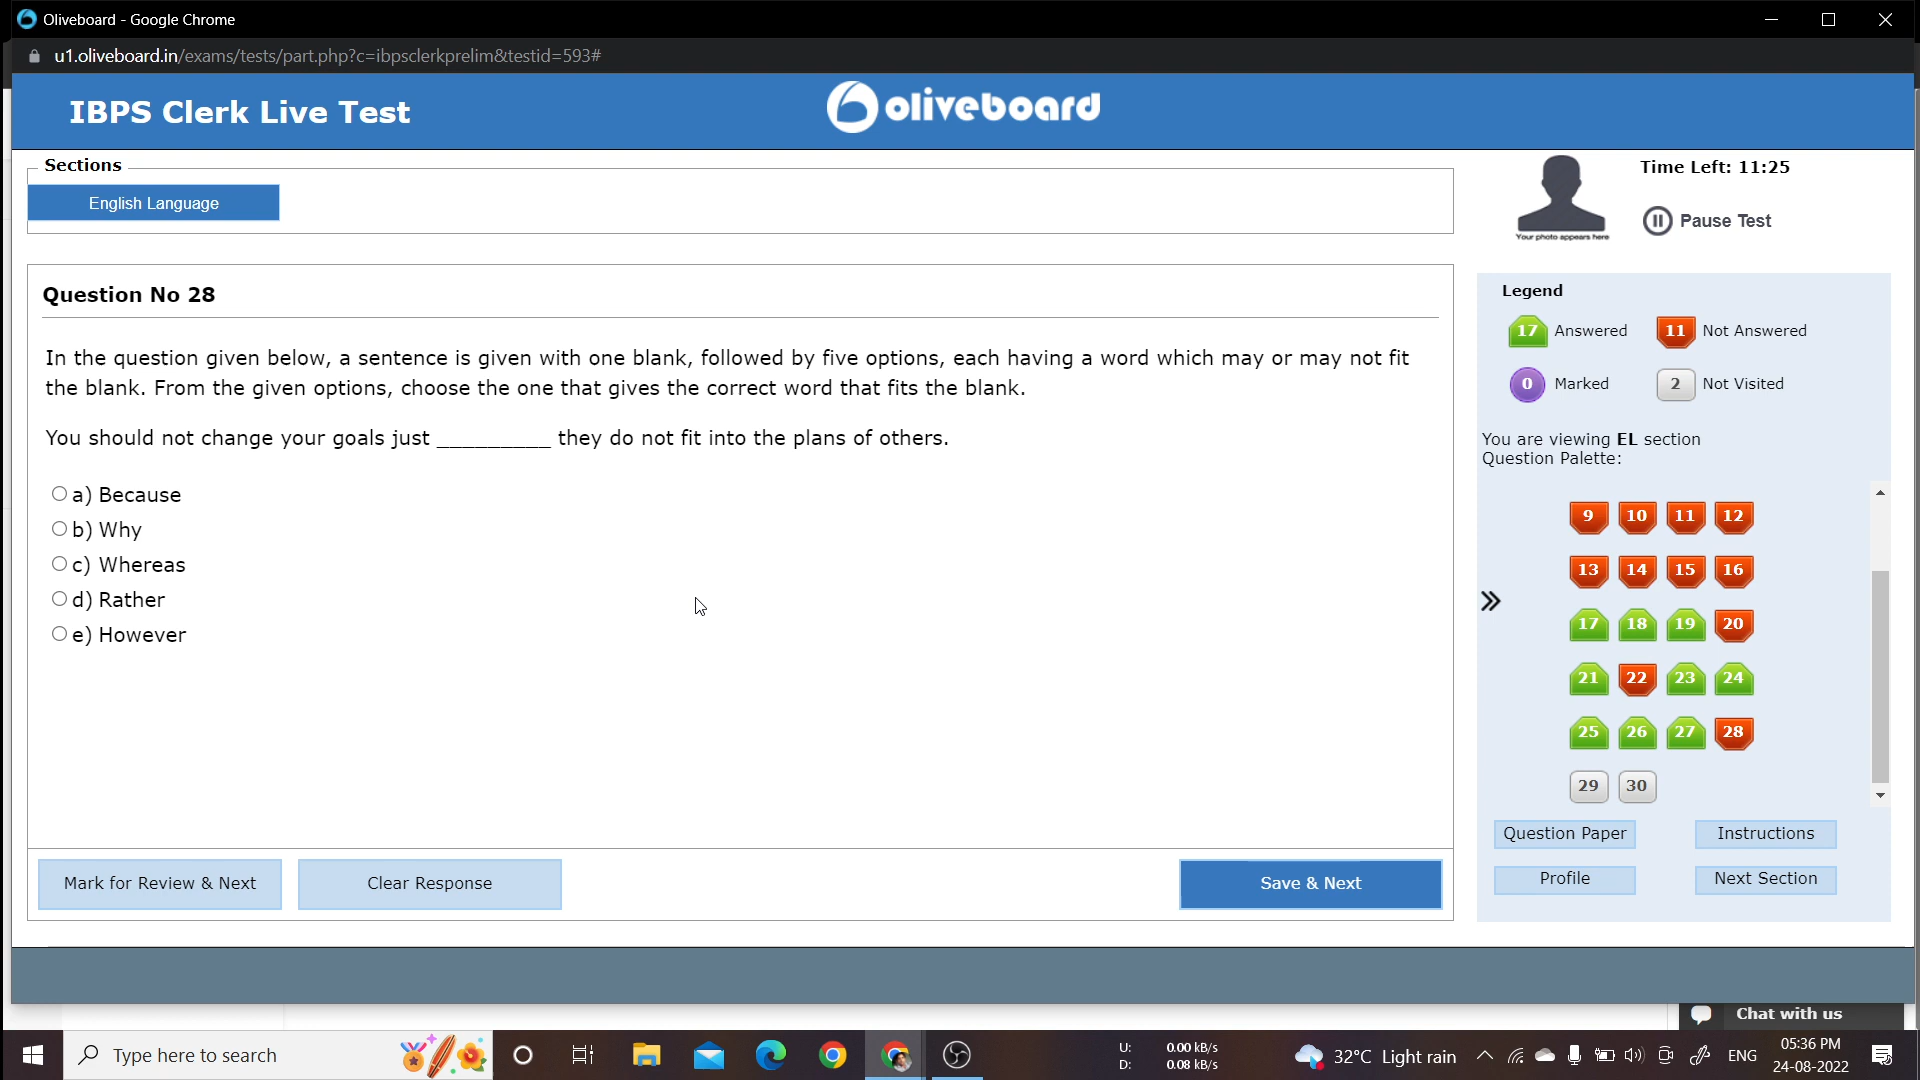 Oliveboard - Google Chrome
u1.oliveboard.in/exams/tests/part.php?c=ibpsclerkprelim&testid=593#
IBPS Clerk Live Test
oliveboard
Sections
English Language
Your photo appears here
Time Left: 11:25
Pause Test
Question No 28
In the question given below, a sentence is given with one blank, followed by five options, each having a word which may or may not fit
the blank. From the given options, choose the one that gives the correct word that fits the blank.
You should not change your goals just _________ they do not fit into the plans of others.
a) Because
b) Why
c) Whereas
d) Rather
e) However
Mark for Review & Next
Clear Response
Save & Next
Legend
17 Answered 11 Not Answered
0 Marked 2 Not Visited
You are viewing EL section
Question Palette:
9 10 11 12
13 14 15 16
17 18 19 20
21 22 23 24
25 26 27 28
29 30
Question Paper Instructions
Profile Next Section
Chat with us
Type here to search
U: 0.00 kB/s
D: 0.08 kB/s
32°C Light rain
ENG
05:36 PM
24-08-2022